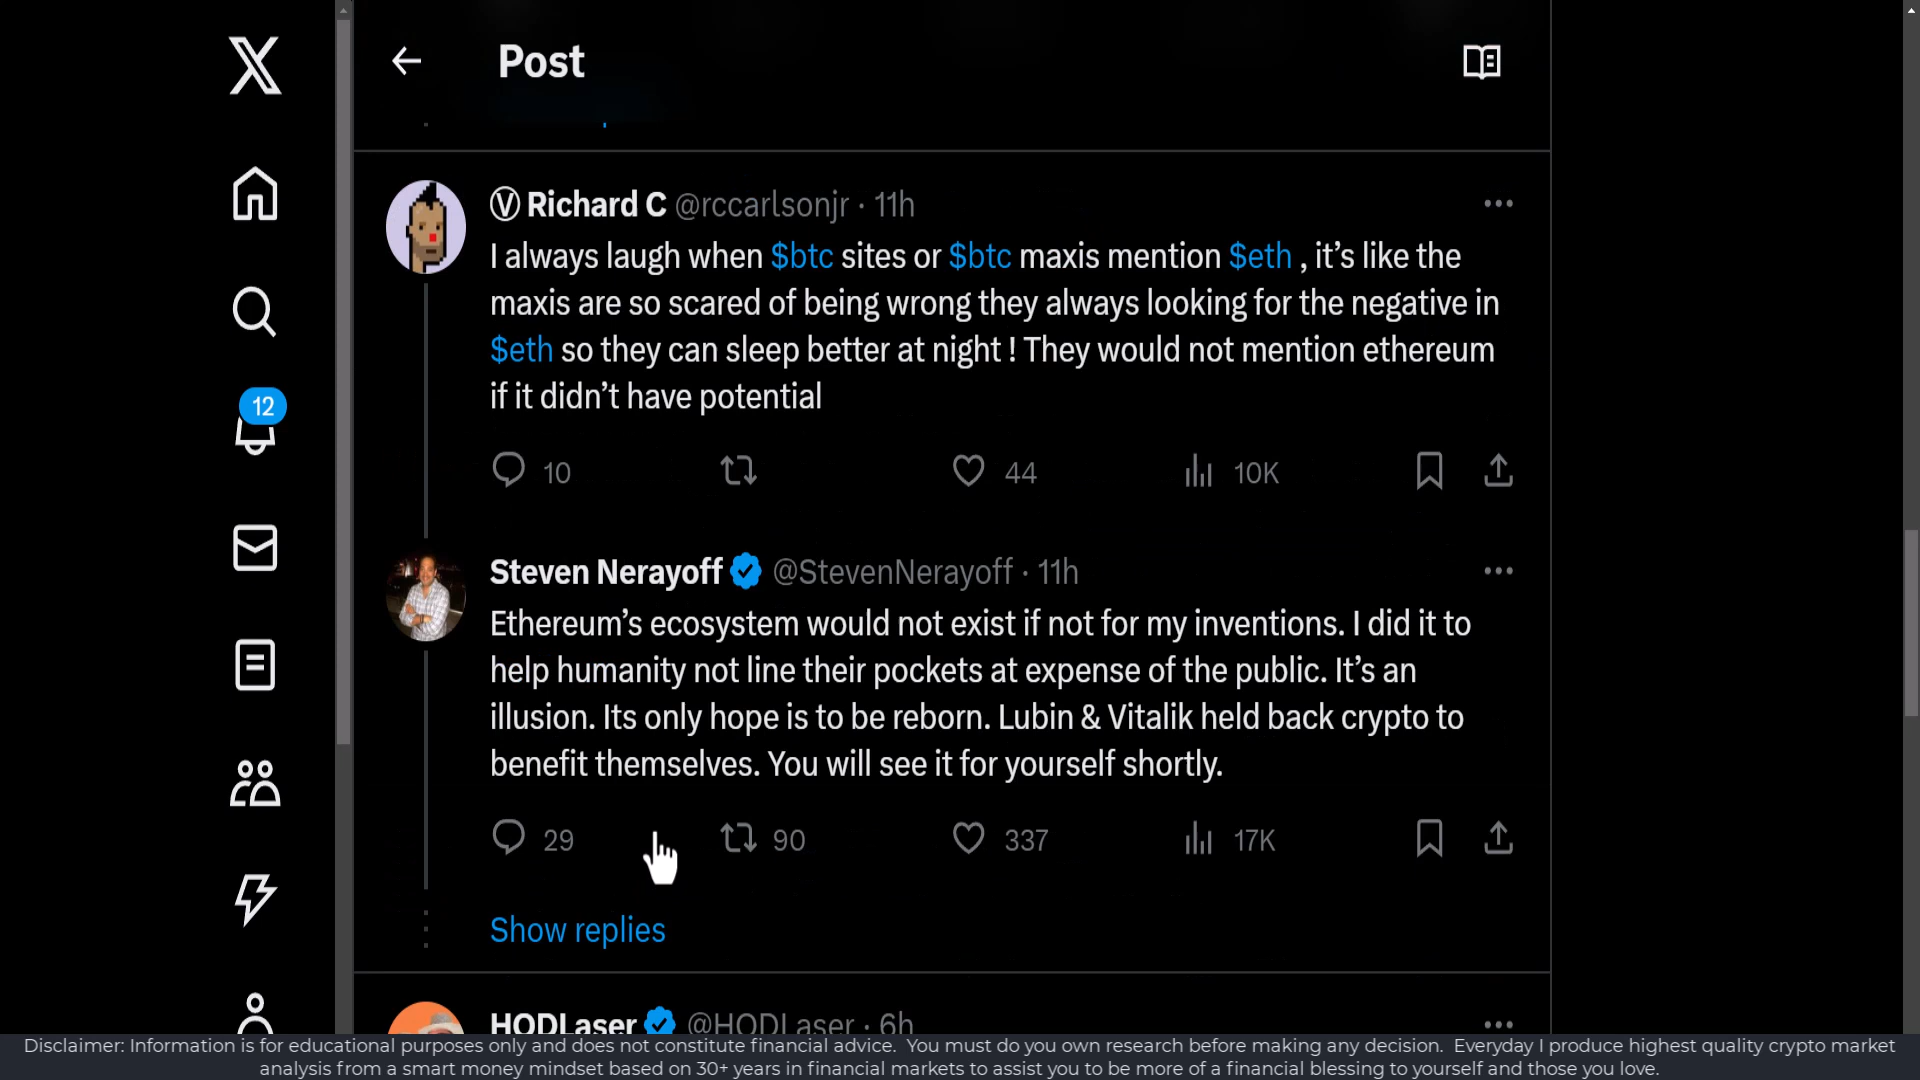 Post
Ⓥ Richard C @rccarlsonjr · 11h
I always laugh when $btc sites or $btc maxis mention $eth , it’s like the
maxis are so scared of being wrong they always looking for the negative in
$eth so they can sleep better at night ! They would not mention ethereum
if it didn’t have potential
10 44 10K
12
Steven Nerayoff @StevenNerayoff · 11h
Ethereum’s ecosystem would not exist if not for my inventions. I did it to
help humanity not line their pockets at expense of the public. It’s an
illusion. Its only hope is to be reborn. Lubin & Vitalik held back crypto to
benefit themselves. You will see it for yourself shortly.
29 90 337 17K
Show replies
HODLaser @HODLaser · 6h
Disclaimer: Information is for educational purposes only and does not constitute financial advice. You must do you own research before making any decision. Everyday I produce highest quality crypto market
analysis from a smart money mindset based on 30+ years in financial markets to assist you to be more of a financial blessing to yourself and those you love.